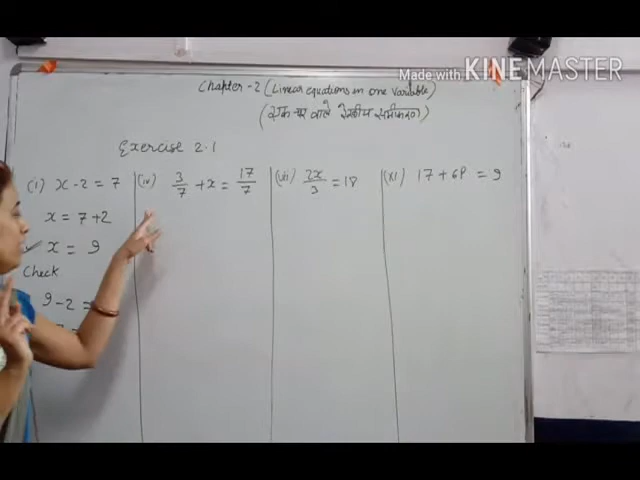 Made with KINEMASTER
Chapter-2 (Linear equations in one variable)
(एक चर वाले रैखिक समीकरण)
Exercise 2.1
(i) x - 2 = 7
x = 7 + 2
✓ x = 9
Check
9 - 2 =
(iv) 3/7 + x = 17/7
2x/3 = 18
(xi) 17 + 6P = 9